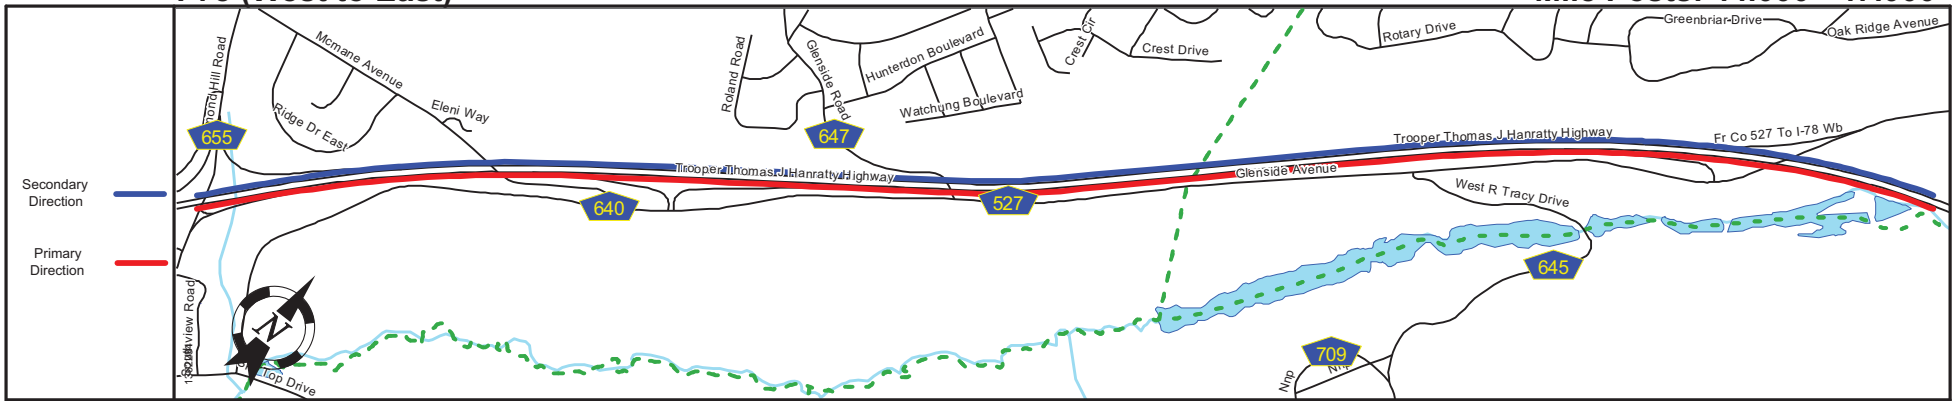 Secondary
Direction
Primary
Direction
Mcmane Avenue
Ridge Dr East
Eleni Way
Hill Road
655
Roland Road
Glenside Road
Hunterdon Boulevard
Watchung Boulevard
647
Crest Cir
Crest Drive
Rotary Drive
Greenbriar Drive
Oak Ridge Avenue
Trooper Thomas J Hanratty Highway
Trooper Thomas J Hanratty Highway
Fr Co 527 To I-78 Wb
Glenside Avenue
640
527
West R Tracy Drive
645
709
Nnp
Nnp
N
Top Drive